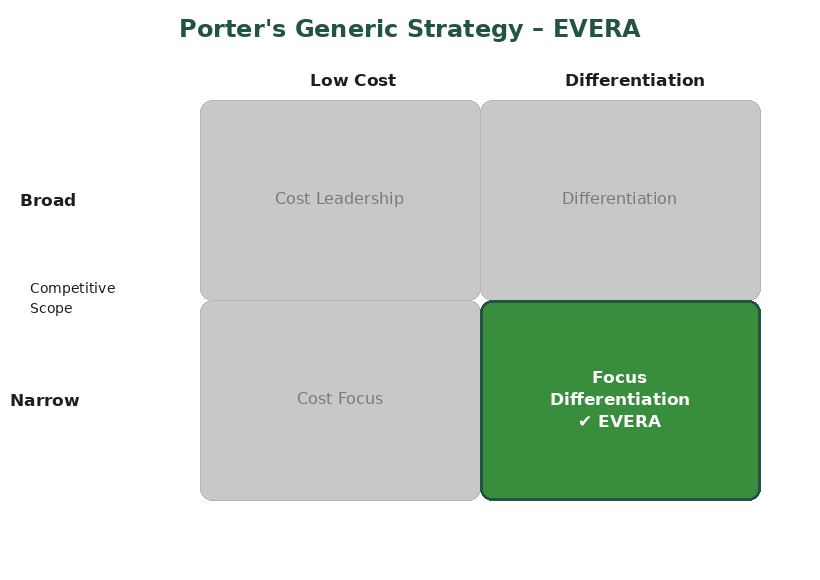 Porter's Generic Strategy – EVERA
Low Cost
Differentiation
Broad
Cost Leadership
Differentiation
Competitive
Scope
Narrow
Cost Focus
Focus
Differentiation
✔ EVERA